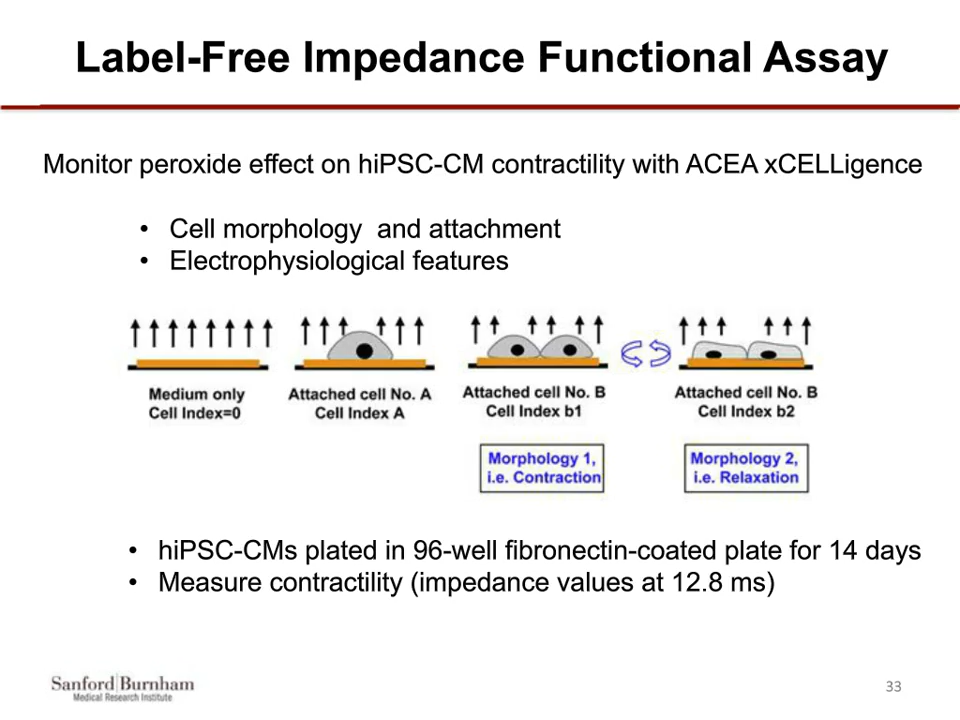 Label-Free Impedance Functional Assay
Monitor peroxide effect on hiPSC-CM contractility with ACEA xCELLigence
• Cell morphology  and attachment
• Electrophysiological features
Medium only
Cell Index=0
Attached cell No. A
Cell Index A
Attached cell No. B
Cell Index b1
Attached cell No. B
Cell Index b2
Morphology 1,
i.e. Contraction
Morphology 2,
i.e. Relaxation
• hiPSC-CMs plated in 96-well fibronectin-coated plate for 14 days
• Measure contractility (impedance values at 12.8 ms)
Sanford|Burnham
Medical Research Institute
33